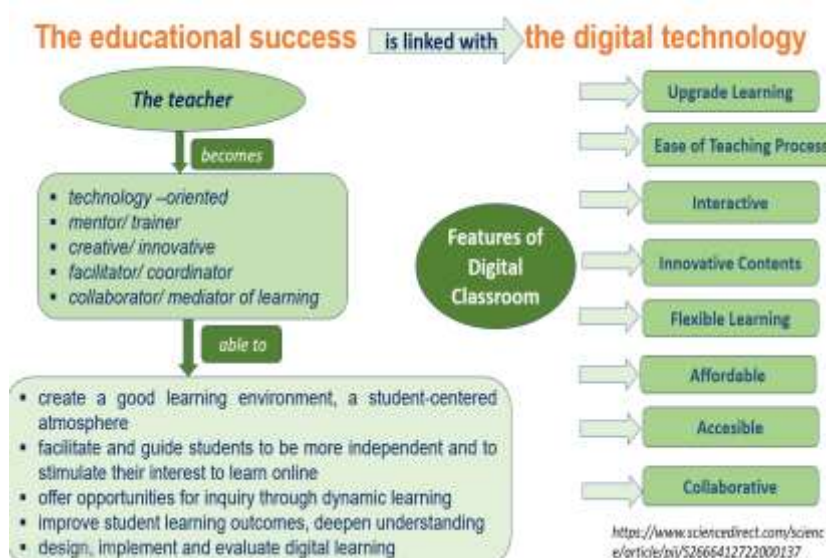 The educational success is linked with the digital technology
The teacher
becomes
▪ technology –oriented
▪ mentor/ trainer
▪ creative/ innovative
▪ facilitator/ coordinator
▪ collaborator/ mediator of learning
able to
▪ create a good learning environment, a student-centered
atmosphere
▪ facilitate and guide students to be more independent and to
stimulate their interest to learn online
▪ offer opportunities for inquiry through dynamic learning
▪ improve student learning outcomes, deepen understanding
▪ design, implement and evaluate digital learning
Features of
Digital
Classroom
Upgrade Learning
Ease of Teaching Process
Interactive
Innovative Contents
Flexible Learning
Affordable
Accesible
Collaborative
https://www.sciencedirect.com/scienc
e/article/pii/S2666412722000137